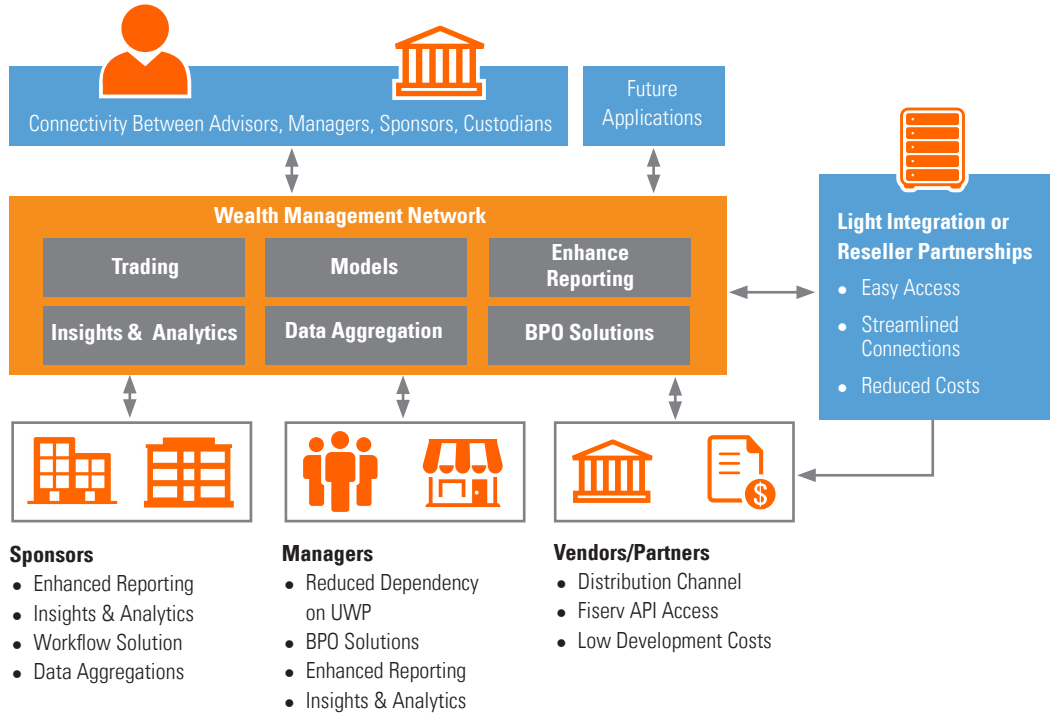 Connectivity Between Advisors, Managers, Sponsors, Custodians
Future
Applications
Wealth Management Network
Trading
Models
Enhance
Reporting
Insights & Analytics
Data Aggregation
BPO Solutions
Light Integration or
Reseller Partnerships
• Easy Access
• Streamlined
Connections
• Reduced Costs
$
Sponsors
• Enhanced Reporting
• Insights & Analytics
• Workflow Solution
• Data Aggregations
Managers
• Reduced Dependency
on UWP
• BPO Solutions
• Enhanced Reporting
• Insights & Analytics
Vendors/Partners
• Distribution Channel
• Fiserv API Access
• Low Development Costs